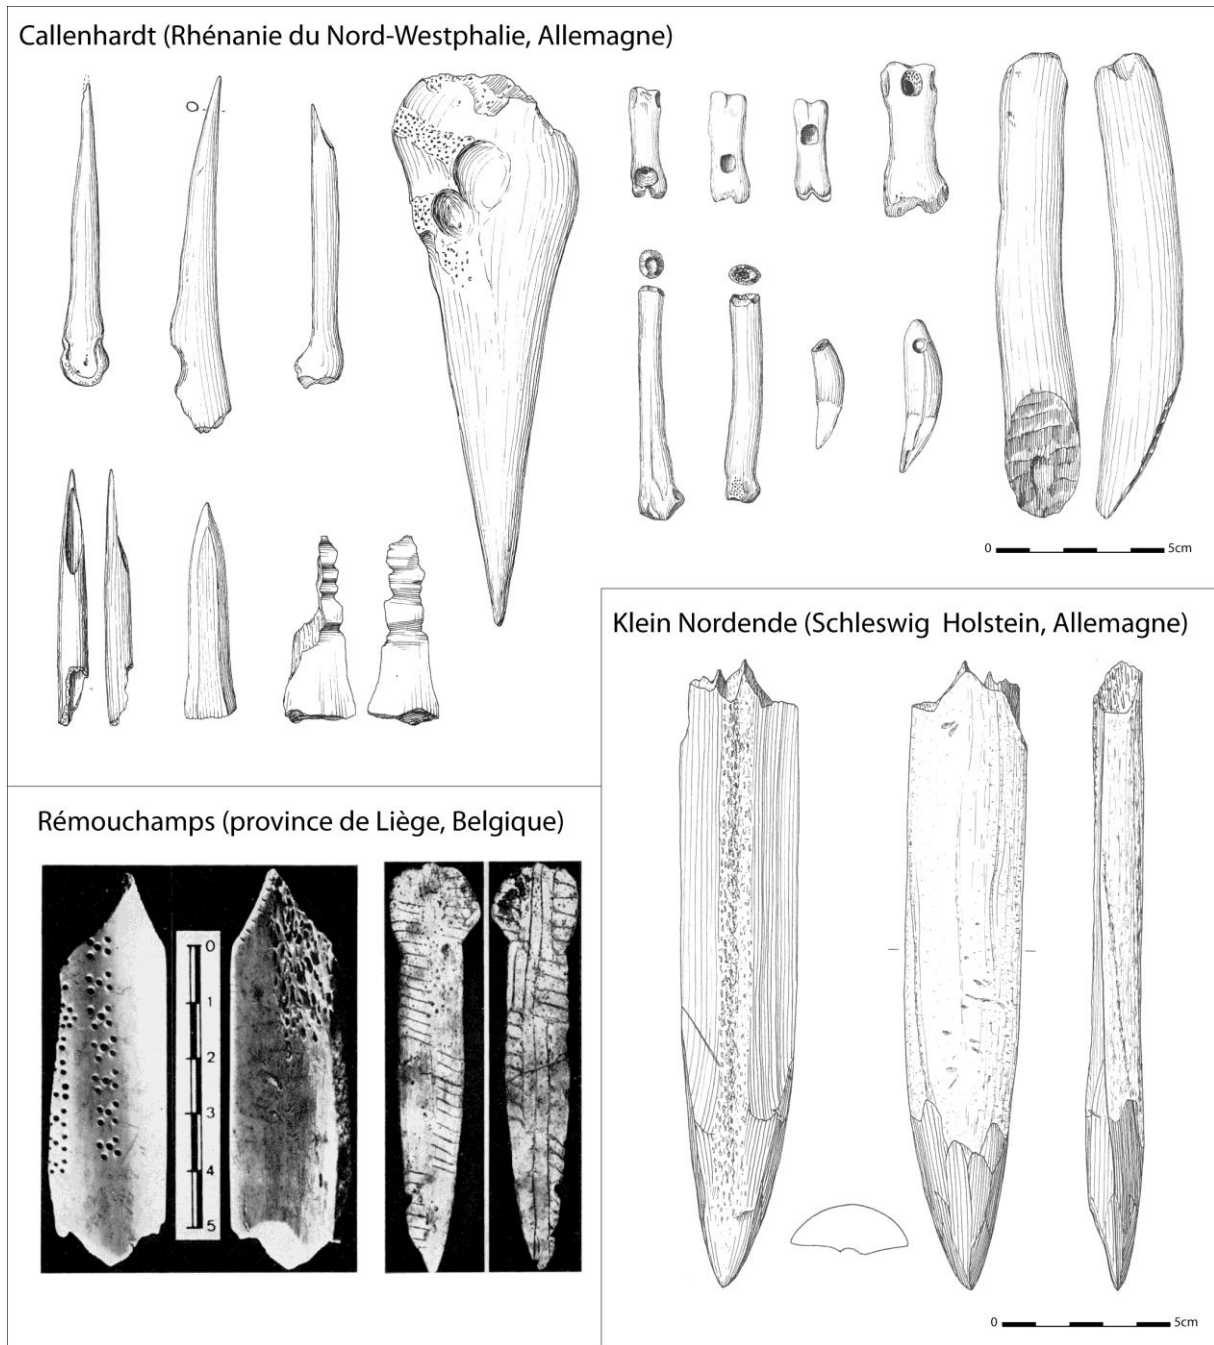 Callenhardt (Rhénanie du Nord-Westphalie, Allemagne)
0 5cm
Klein Nordende (Schleswig Holstein, Allemagne)
0 5cm
Rémouchamps (province de Liège, Belgique)
0
1
2
3
4
5